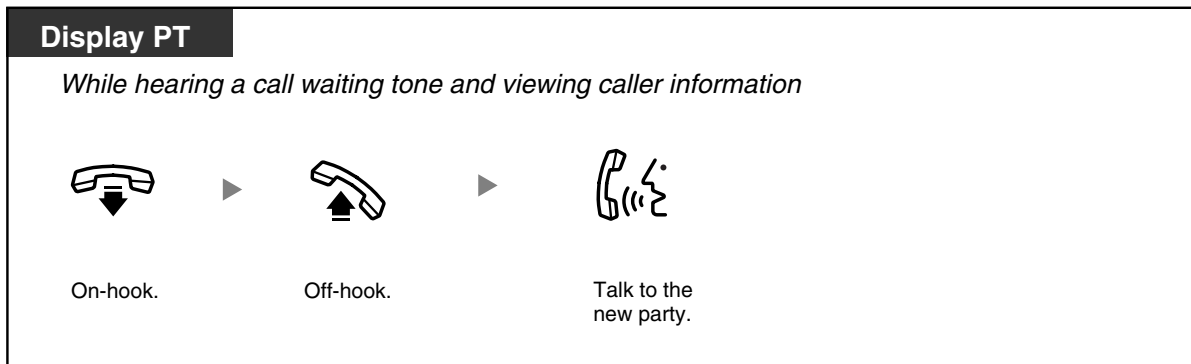 Display PT
While hearing a call waiting tone and viewing caller information
On-hook.
Off-hook.
Talk to the
new party.